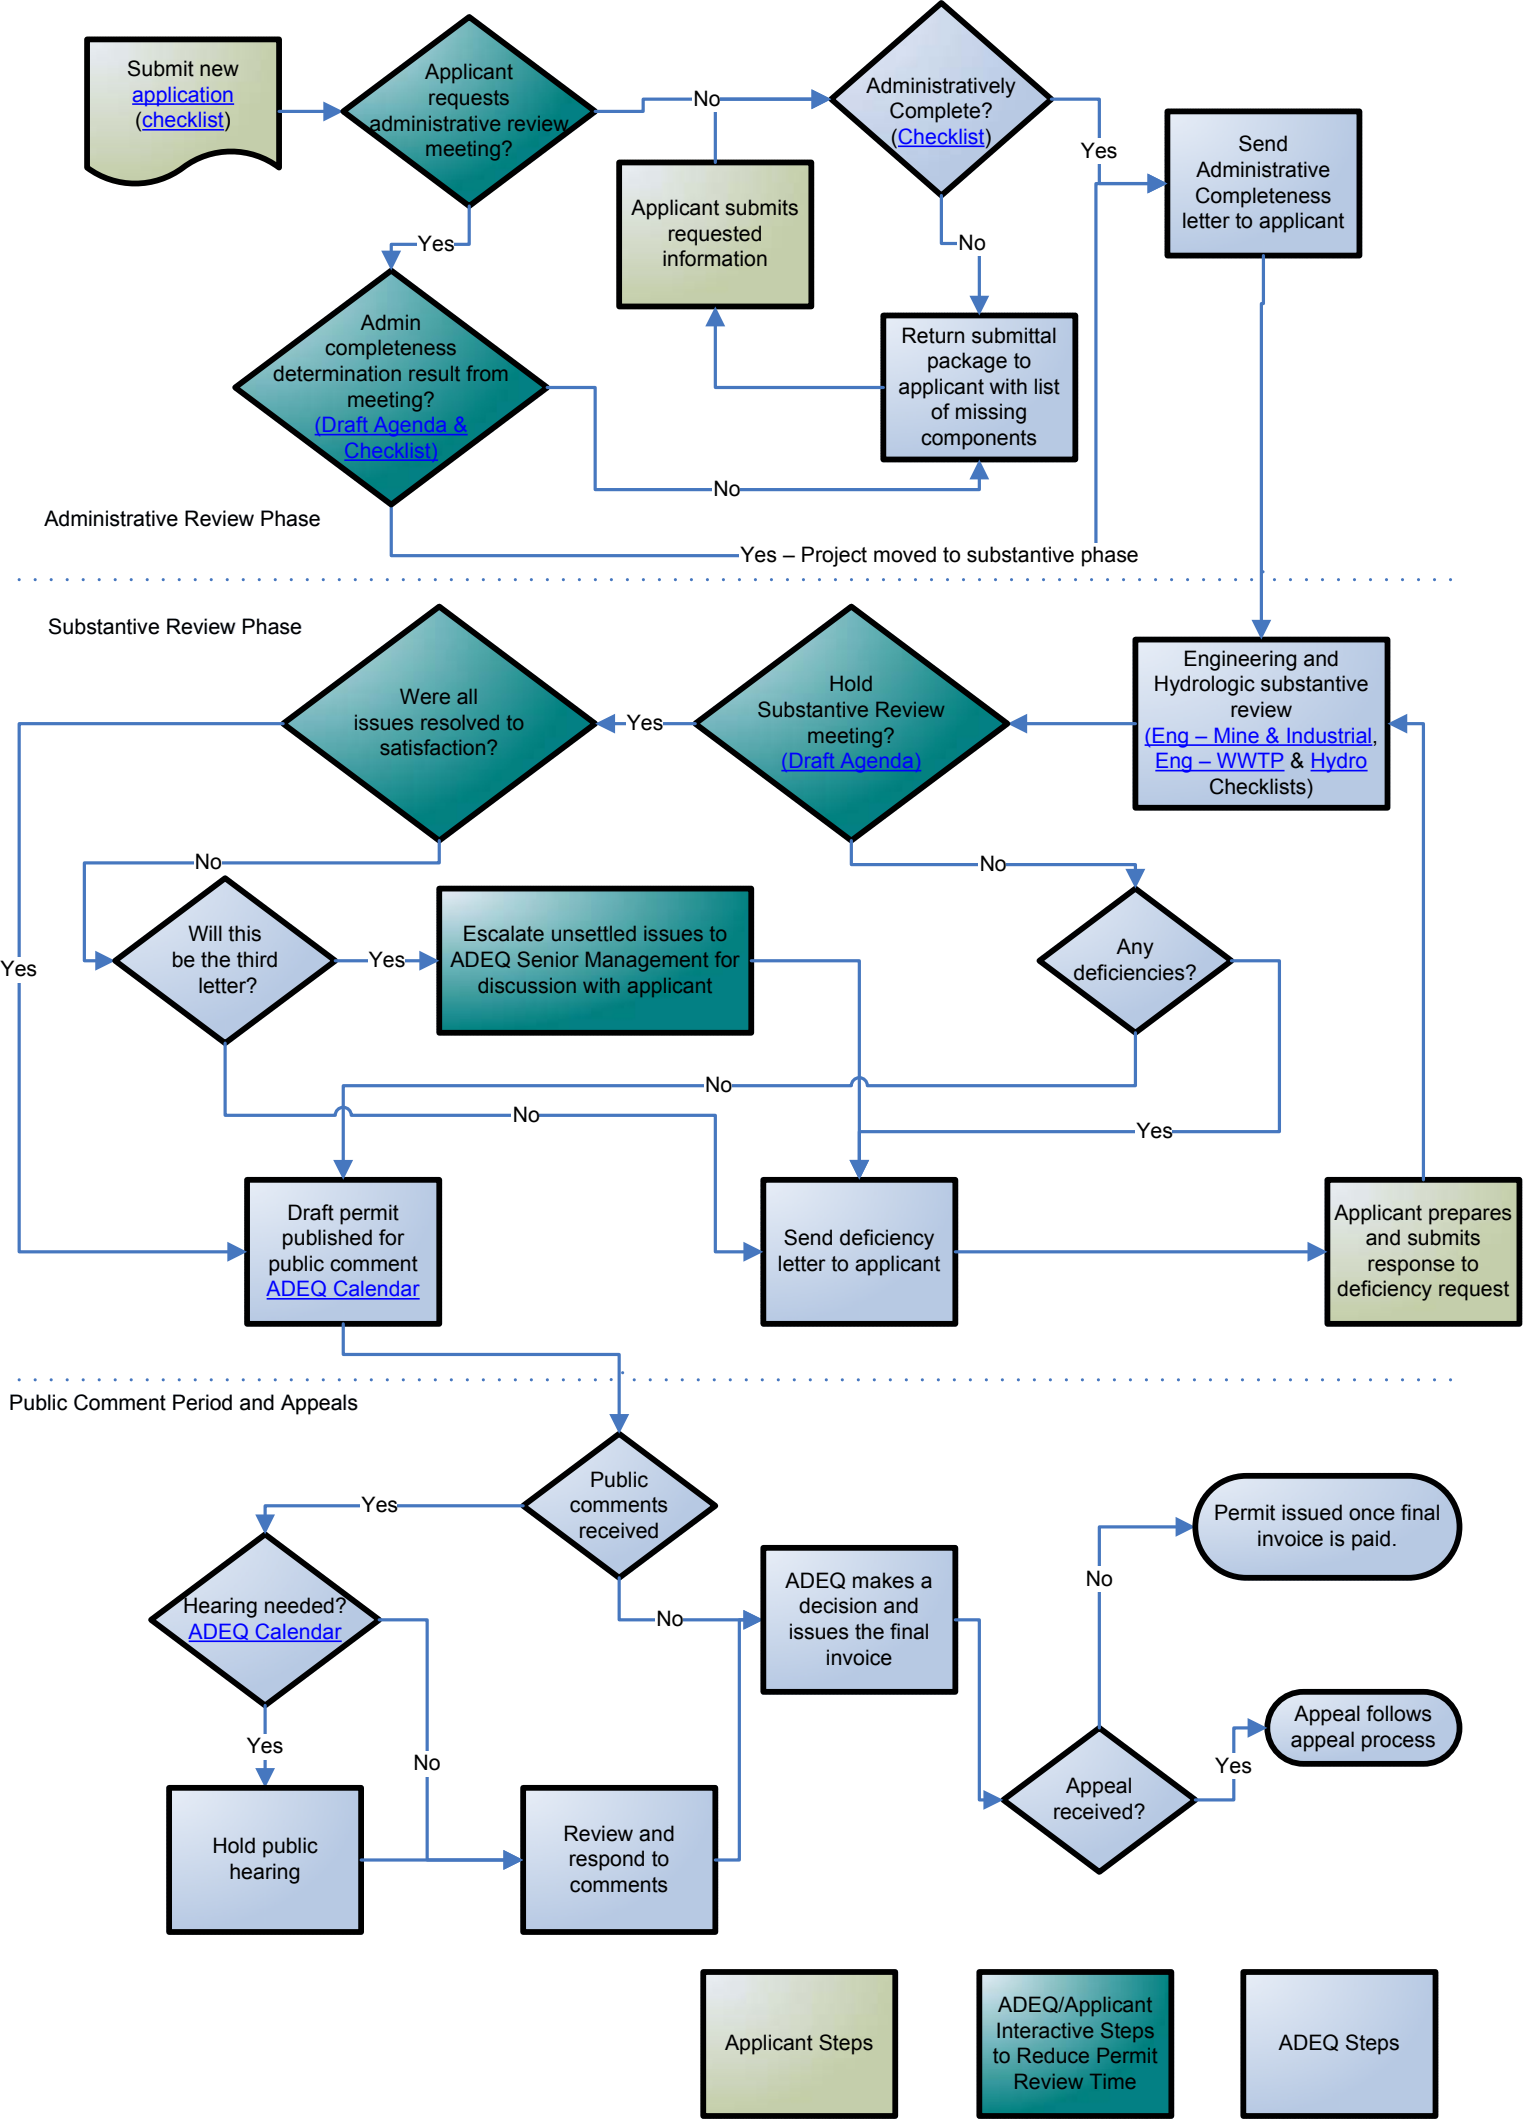 Submit new
application
(checklist)
Applicant
requests
administrative review
meeting?
No
Administratively
Complete?
(Checklist)
Yes
Send
Administrative
Completeness
letter to applicant
Applicant submits
requested
information
Yes
No
Admin
completeness
determination result from
meeting?
(Draft Agenda &
Checklist)
Return submittal
package to
applicant with list
of missing
components
No
Administrative Review Phase
Yes – Project moved to substantive phase
Substantive Review Phase
Were all
issues resolved to
satisfaction?
Yes
Hold
Substantive Review
meeting?
(Draft Agenda)
Engineering and
Hydrologic substantive
review
(Eng – Mine & Industrial,
Eng – WWTP & Hydro
Checklists)
No
No
Will this
be the third
letter?
Yes
Escalate unsettled issues to
ADEQ Senior Management for
discussion with applicant
Any
deficiencies?
Yes
No
No
Yes
Draft permit
published for
public comment
ADEQ Calendar
Send deficiency
letter to applicant
Applicant prepares
and submits
response to
deficiency request
Public Comment Period and Appeals
Public
comments
received
Yes
Permit issued once final
invoice is paid.
Hearing needed?
ADEQ Calendar
No
ADEQ makes a
decision and
issues the final
invoice
No
Yes
No
Appeal follows
appeal process
Yes
Appeal
received?
Hold public
hearing
Review and
respond to
comments
Applicant Steps
ADEQ/Applicant
Interactive Steps
to Reduce Permit
Review Time
ADEQ Steps